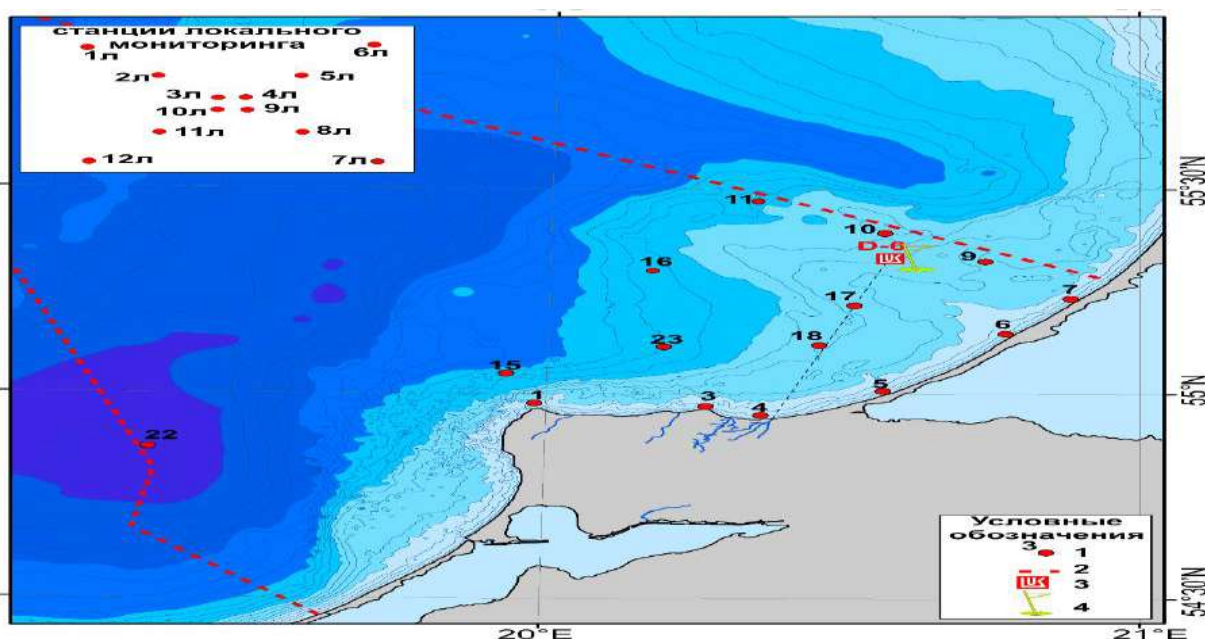 станции локального
мониторинга
1л
6л
2л
5л
3л
4л
10л
9л
11л
8л
12л
7л
11
10
D-6
LUK
9
16
17
7
6
18
23
15
5
1
3
4
22
55°30'N
55°N
54°30'N
20°E
21°E
Условные
обозначения
3
1
2
LUK
3
4